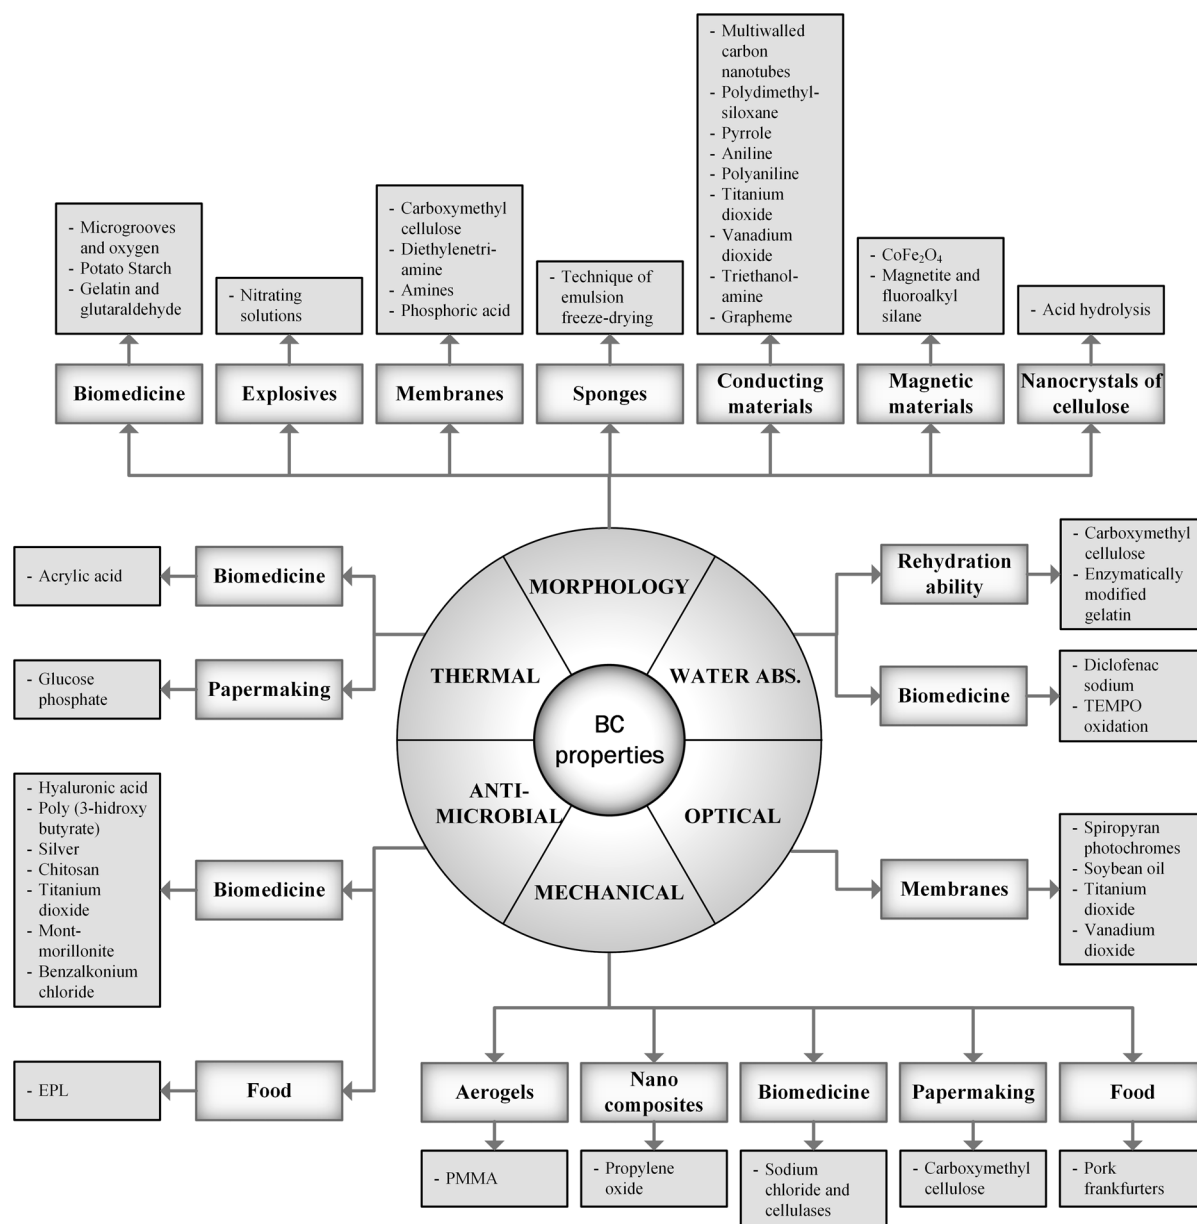 - Microgrooves
and oxygen
- Potato Starch
- Gelatin and
glutaraldehyde
Biomedicine
- Nitrating
solutions
Explosives
- Carboxymethyl
cellulose
- Diethylenetri-
amine
- Amines
- Phosphoric acid
Membranes
- Technique of
emulsion
freeze-drying
Sponges
- Multiwalled
carbon
nanotubes
- Polydimethyl-
siloxane
- Pyrrole
- Aniline
- Polyaniline
- Titanium
dioxide
- Vanadium
dioxide
- Triethanol-
amine
- Grapheme
Conducting
materials
- CoFe₂O₄
- Magnetite and
fluoroalkyl
silane
Magnetic
materials
- Acid hydrolysis
Nanocrystals of
cellulose
MORPHOLOGY
THERMAL
WATER ABS.
BC
properties
ANTI-
MICROBIAL
OPTICAL
MECHANICAL
- Acrylic acid
Biomedicine
- Glucose
phosphate
Papermaking
Rehydration
ability
- Carboxymethyl
cellulose
- Enzymatically
modified
gelatin
Biomedicine
- Diclofenac
sodium
- TEMPO
oxidation
- Hyaluronic acid
- Poly (3-hidroxy
butyrate)
- Silver
- Chitosan
- Titanium
dioxide
- Mont-
morillonite
- Benzalkonium
chloride
Biomedicine
- EPL
Food
Membranes
- Spiropyran
photochromes
- Soybean oil
- Titanium
dioxide
- Vanadium
dioxide
Aerogels
- PMMA
Nano
composites
- Propylene
oxide
Biomedicine
- Sodium
chloride and
cellulases
Papermaking
- Carboxymethyl
cellulose
Food
- Pork
frankfurters